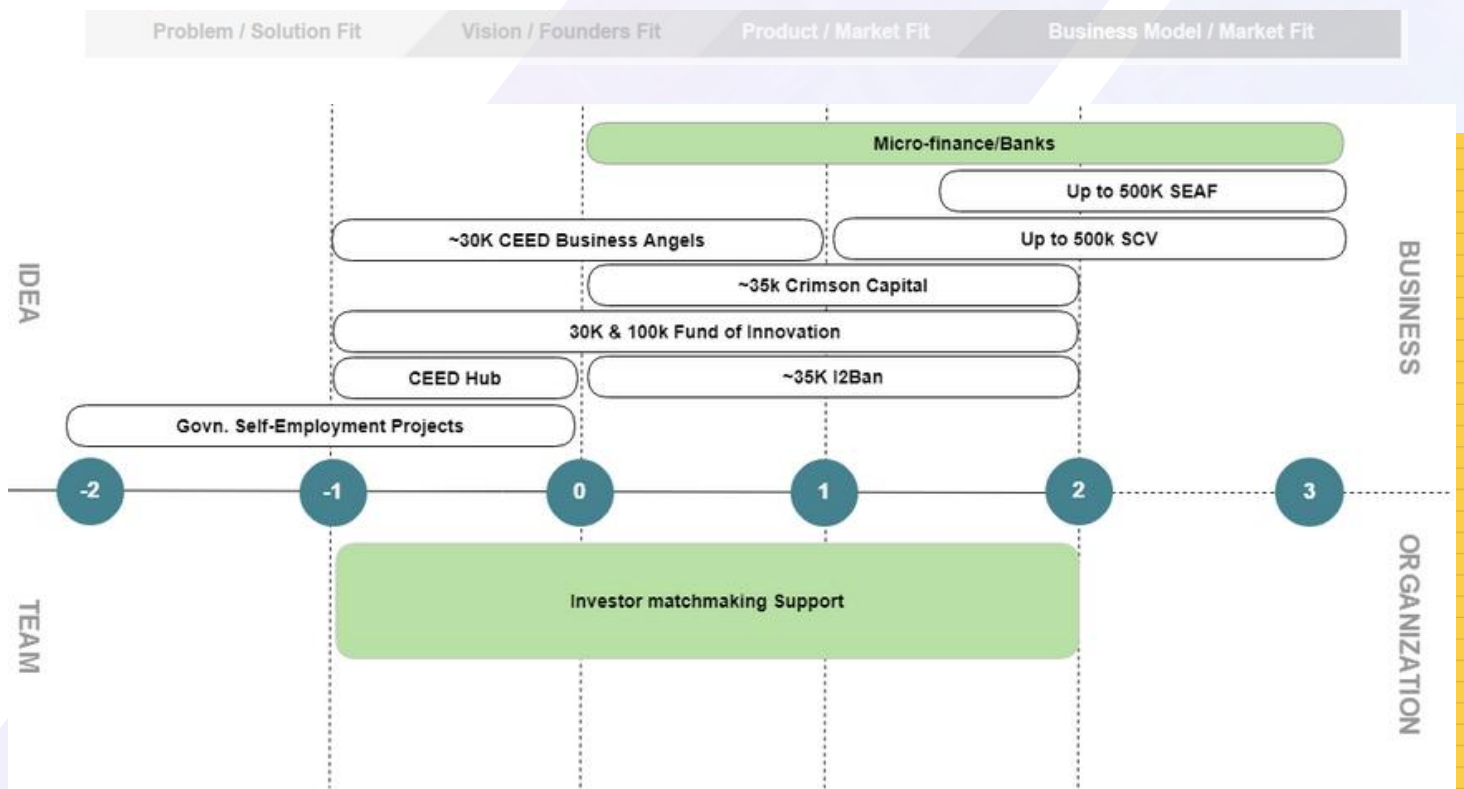 Problem / Solution Fit
Vision / Founders Fit
Product / Market Fit
Business Model / Market Fit
Micro-finance/Banks
Up to 500K SEAF
~30K CEED Business Angels
Up to 500k SCV
~35k Crimson Capital
30K & 100k Fund of Innovation
CEED Hub
~35K I2Ban
Govn. Self-Employment Projects
IDEA
BUSINESS
-2
-1
0
1
2
3
Investor matchmaking Support
TEAM
ORGANIZATION